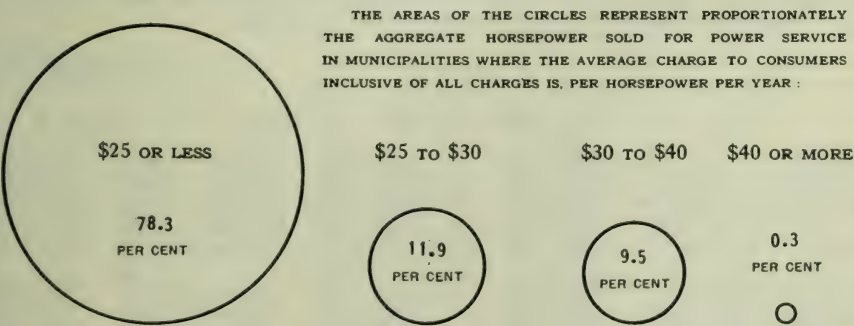 THE AREAS OF THE CIRCLES REPRESENT PROPORTIONATELY
THE AGGREGATE HORSEPOWER SOLD FOR POWER SERVICE
IN MUNICIPALITIES WHERE THE AVERAGE CHARGE TO CONSUMERS
INCLUSIVE OF ALL CHARGES IS, PER HORSEPOWER PER YEAR :
$25 OR LESS
78.3
PER CENT
$25 TO $30
11.9
PER CENT
$30 TO $40
9.5
PER CENT
$40 OR MORE
0.3
PER CENT